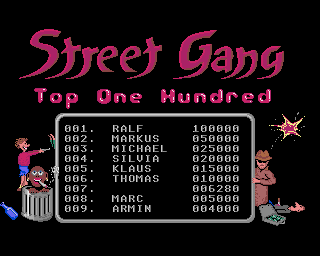 Street Gang
Top One Hundred
001. RALF 100000
002. MARKUS 050000
003. MICHAEL 025000
004. SILVIA 020000
005. KLAUS 015000
006. THOMAS 010000
007. 006280
008. MARC 005000
009. ARMIN 004000